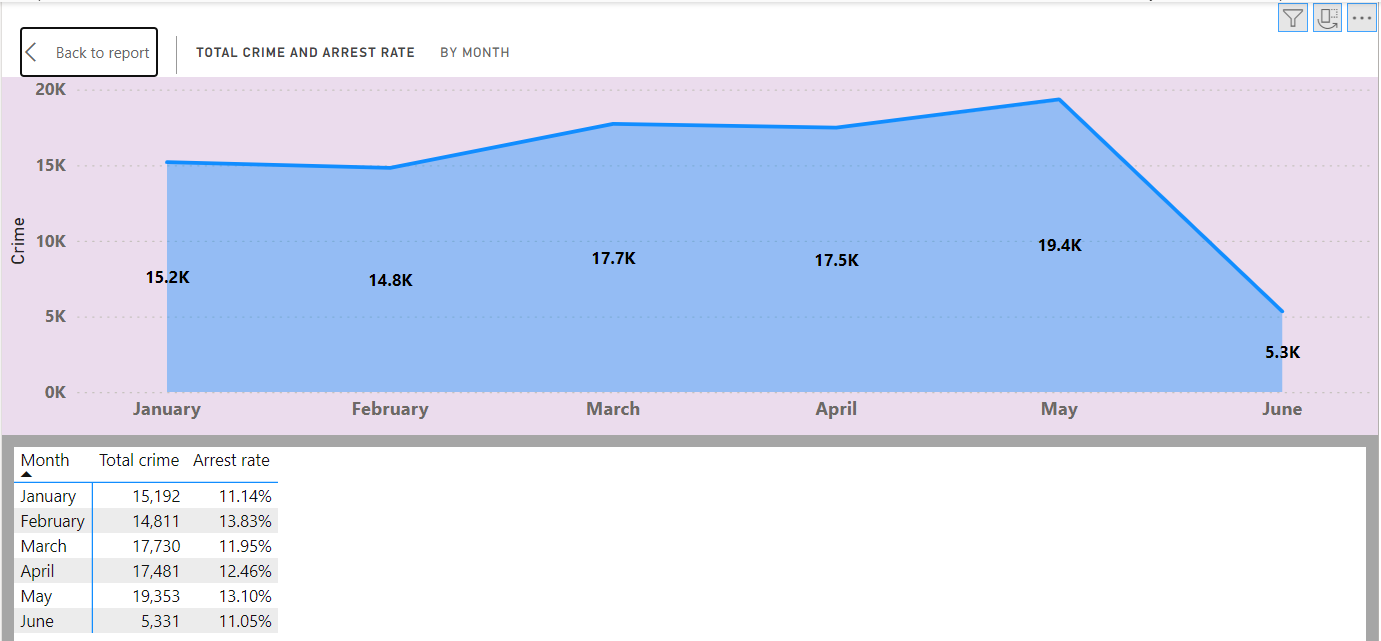 Back to report
TOTAL CRIME AND ARREST RATE BY MONTH
20K
15K
10K
5K
0K
Crime
15.2K
14.8K
17.7K
17.5K
19.4K
5.3K
January February March April May June
Month Total crime Arrest rate
January 15,192 11.14%
February 14,811 13.83%
March 17,730 11.95%
April 17,481 12.46%
May 19,353 13.10%
June 5,331 11.05%